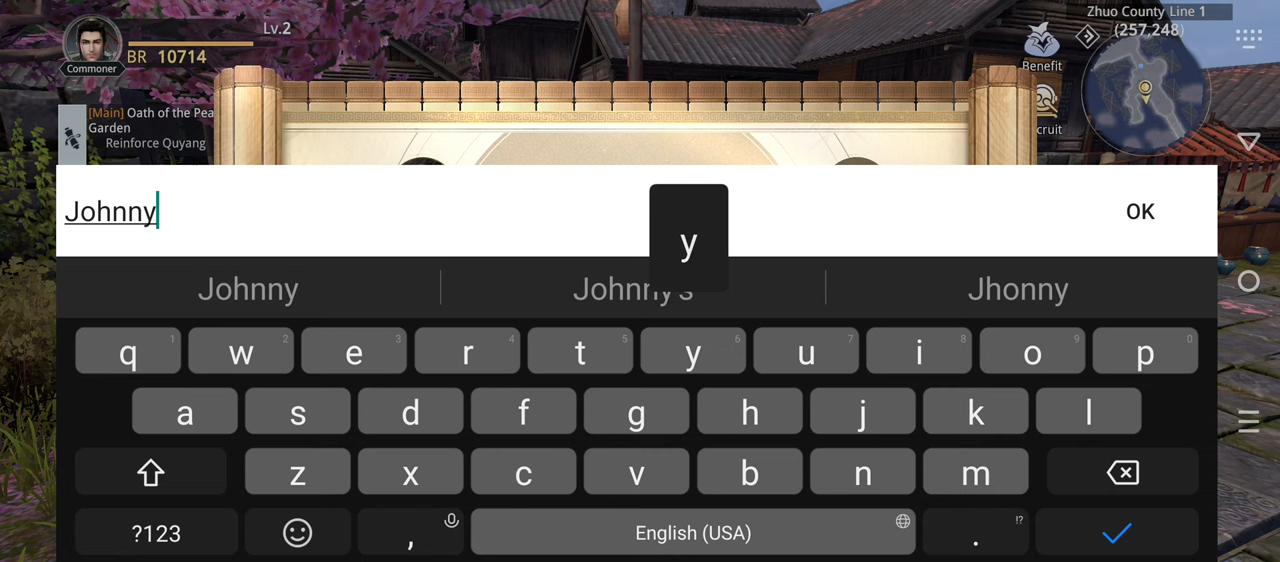 Lv.2
BR 10714
Commoner
[Main] Oath of the Pea
Garden
Reinforce Quyang
Benefit
cruit
Zhuo County Line 1
(257,248)
Johnny
OK
y
Johnny
Johnny's
Jhonny
q 1 w 2 e 3 r 4 t 5 y 6 u 7 i 8 o 9 p 0
a s d f g h j k l
z x c v b n m
?123 , English (USA) . !?